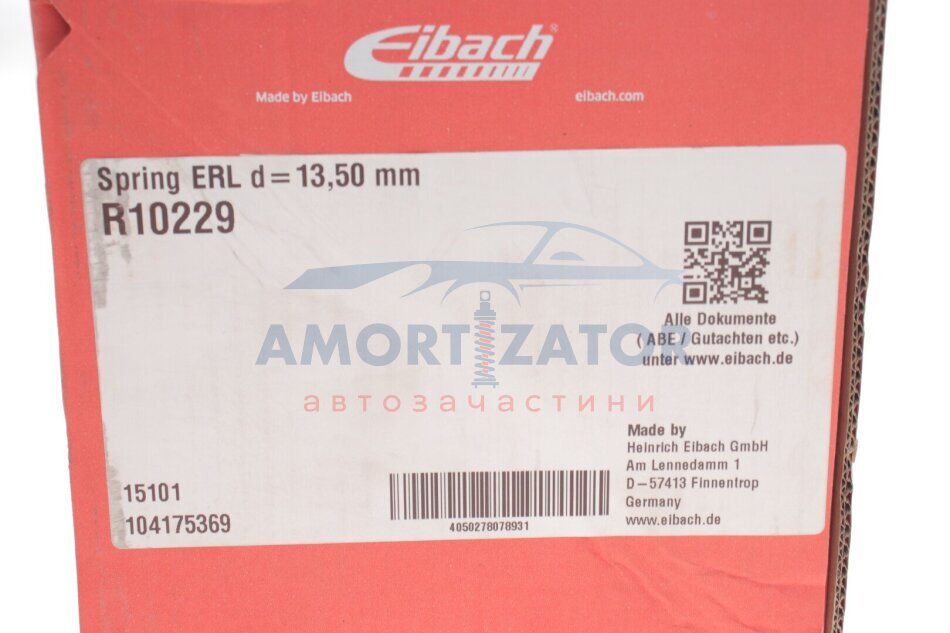 Eibach®
Made by Eibach
eibach.com
Spring ERL d=13,50 mm
R10229
AMORTIZATOR
автозачастини
Alle Dokumente
( ABE / Gutachten etc.)
unter www.eibach.de
Made by
Heinrich Eibach GmbH
Am Lennedamm 1
D-57413 Finnentrop
Germany
www.eibach.de
15101
104175369
4050278078931